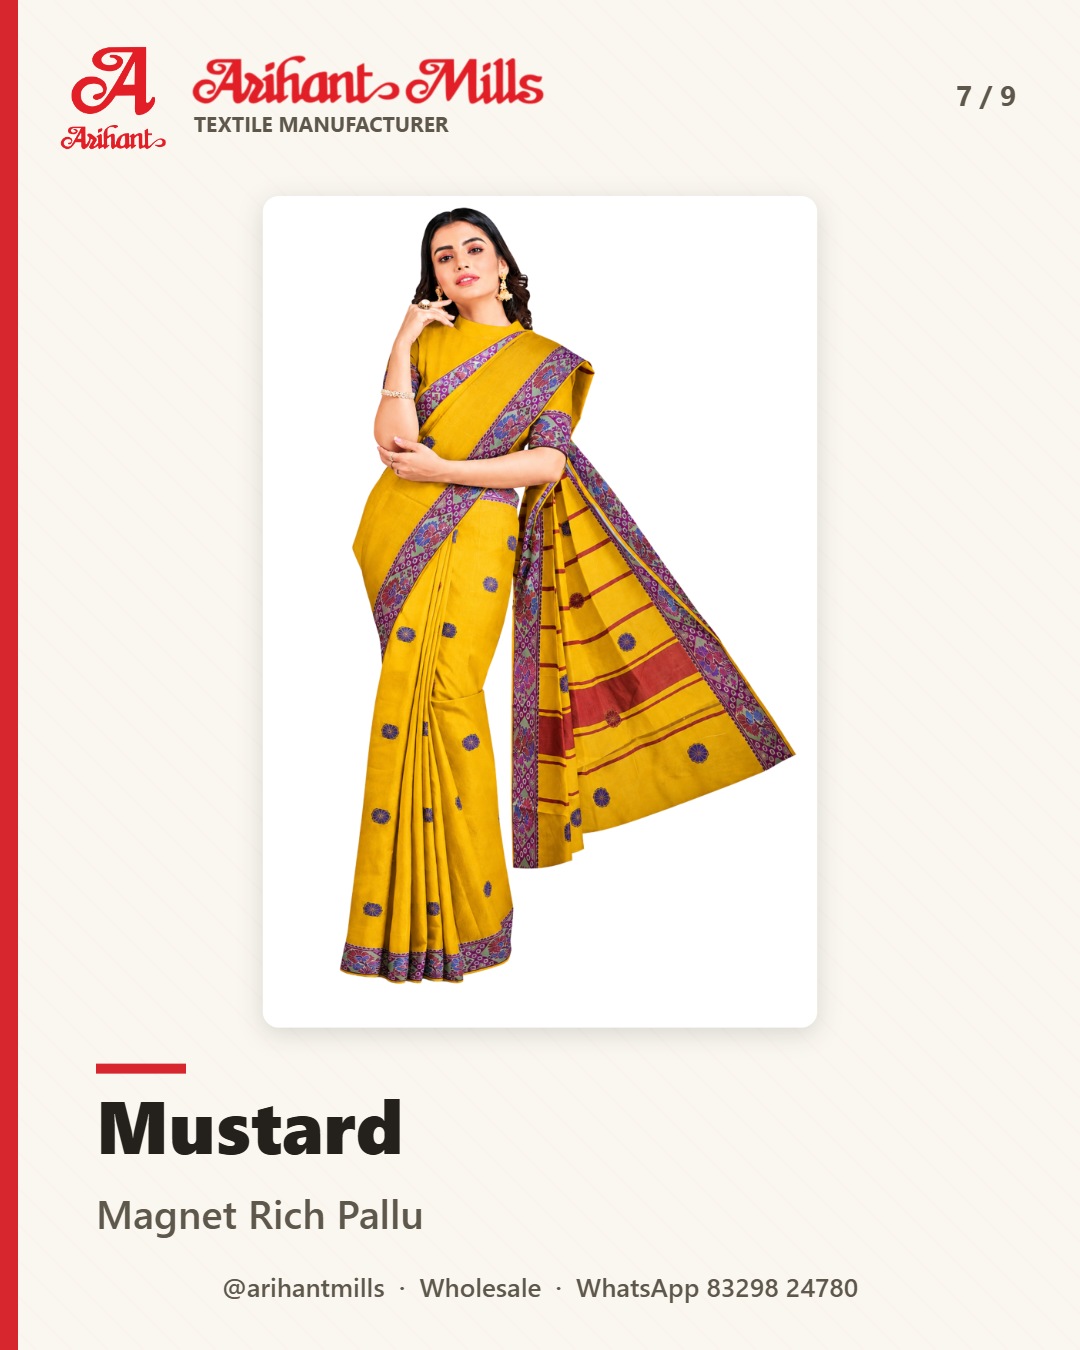 A
Arihant
Arihant Mills
TEXTILE MANUFACTURER
7 / 9
Mustard
Magnet Rich Pallu
@arihantmills · Wholesale · WhatsApp 83298 24780